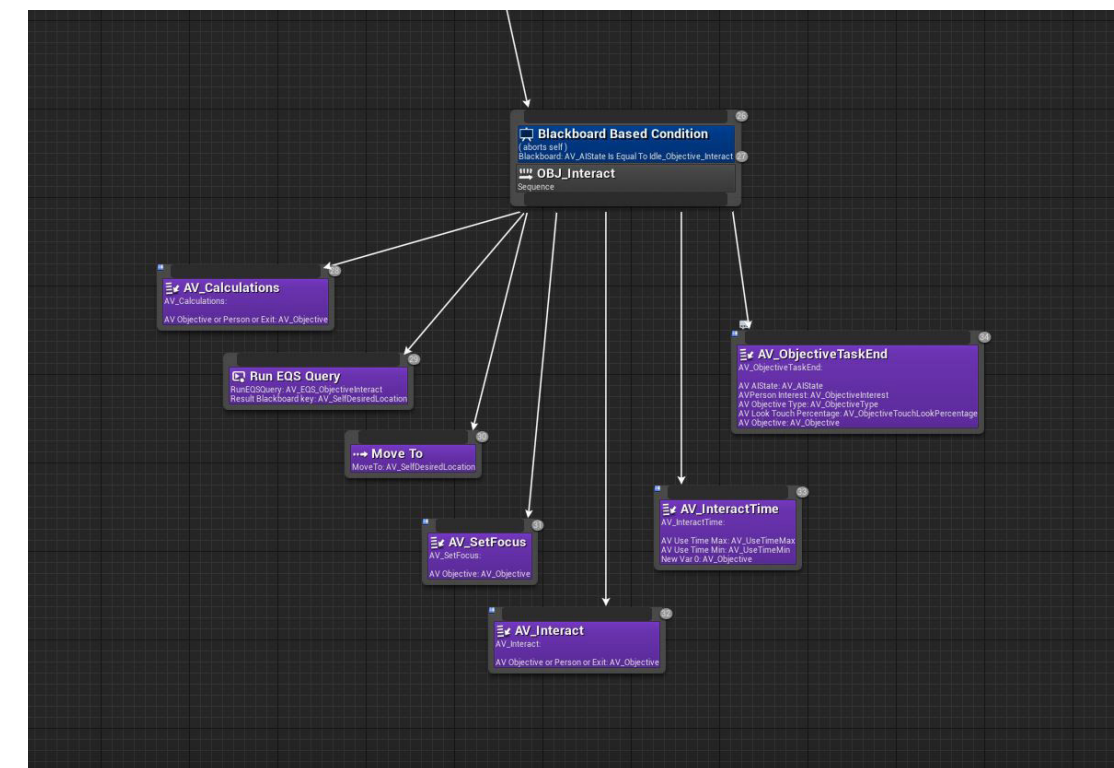 26
Blackboard Based Condition
( aborts self )
Blackboard: AV_AIState Is Equal To Idle_Objective_Interact
27
OBJ_Interact
Sequence
28
AV_Calculations
AV_Calculations:
AV Objective or Person or Exit: AV_Objective
29
Run EQS Query
RunEQSQuery: AV_EQS_ObjectiveInteract
Result Blackboard key: AV_SelfDesiredLocation
30
Move To
MoveTo: AV_SelfDesiredLocation
31
AV_SetFocus
AV_SetFocus:
AV Objective: AV_Objective
32
AV_Interact
AV_Interact:
AV Objective or Person or Exit: AV_Objective
33
AV_InteractTime
AV_InteractTime:
AV Use Time Max: AV_UseTimeMax
AV Use Time Min: AV_UseTimeMin
New Var 0: AV_Objective
34
AV_ObjectiveTaskEnd
AV_ObjectiveTaskEnd:
AV AIState: AV_AIState
AVPerson Interest: AV_ObjectiveInterest
AV Objective Type: AV_ObjectiveType
AV Look Touch Percentage: AV_ObjectiveTouchLookPercentage
AV Objective: AV_Objective